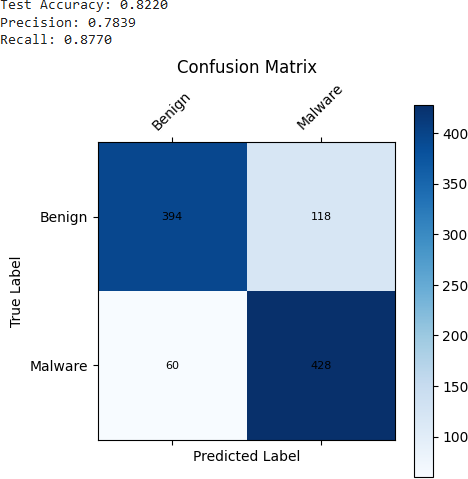 Test Accuracy: 0.8220
Precision: 0.7839
Recall: 0.8770
Confusion Matrix
Benign Malware
400
350
300
250
200
150
100
True Label
Benign 394 118
Malware 60 428
Predicted Label